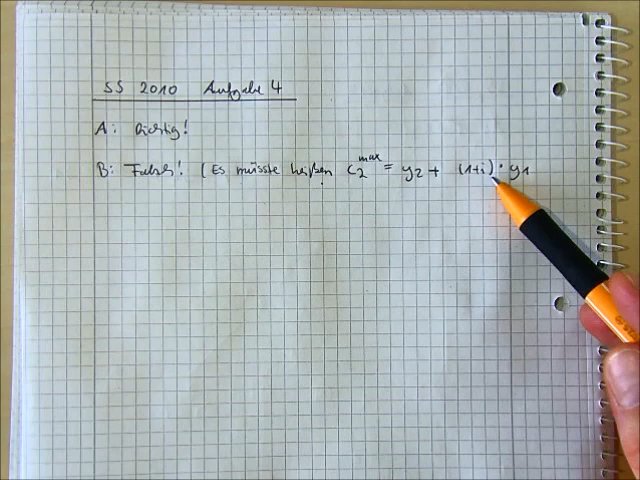 SS 2010 Aufgabe 4
A: Richtig!
B: Falsch! (Es müsste heißen C₂ᵐᵃˣ = y₂ + (1+i) · y₁